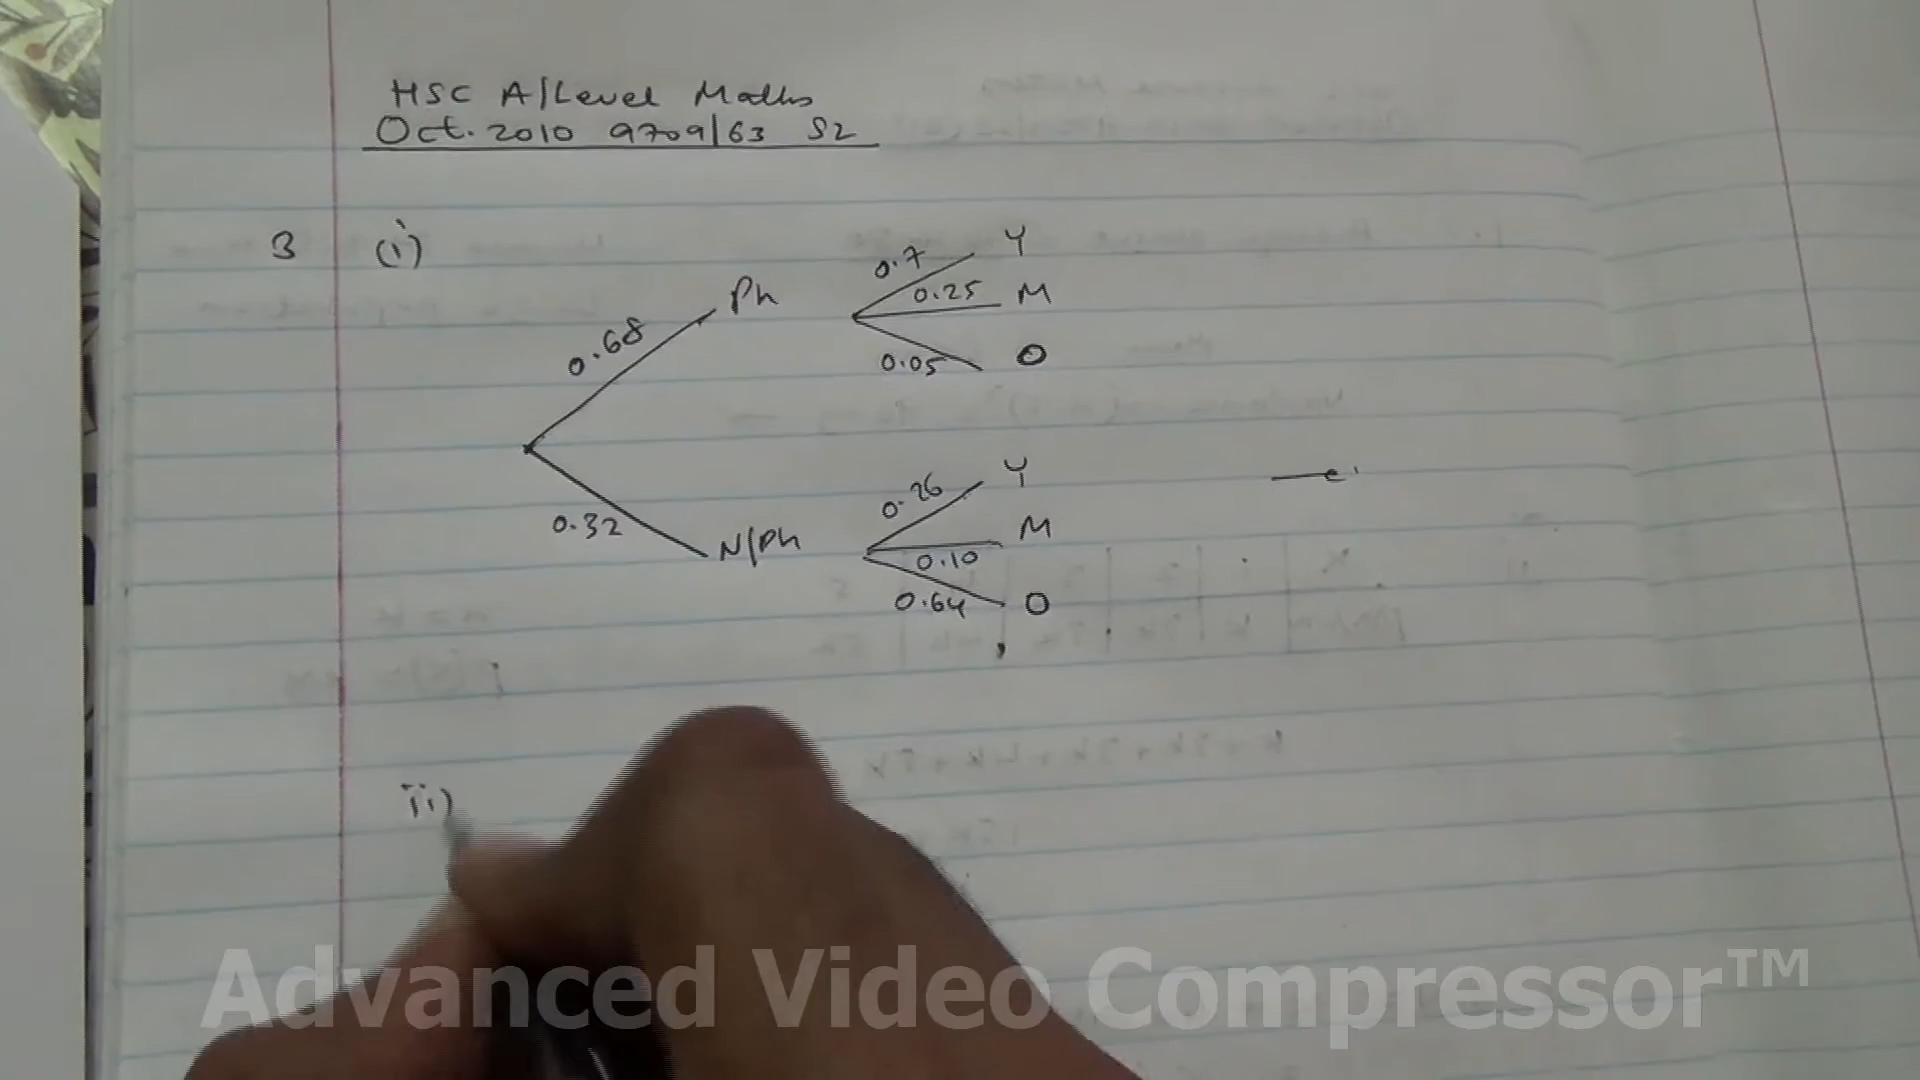 HSC A/Level Maths
Oct. 2010 9709/63 S2
3 (i)
0.68 Ph
0.7 Y
0.25 M
0.05 O
0.32 N/Ph
0.26 Y
0.10 M
0.64 O
ii)
Advanced Video Compressor™